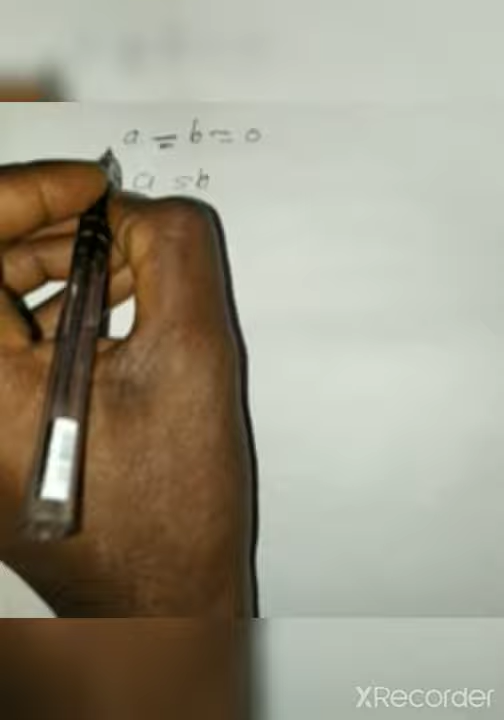 a = b = 0
a = b
XRecorder